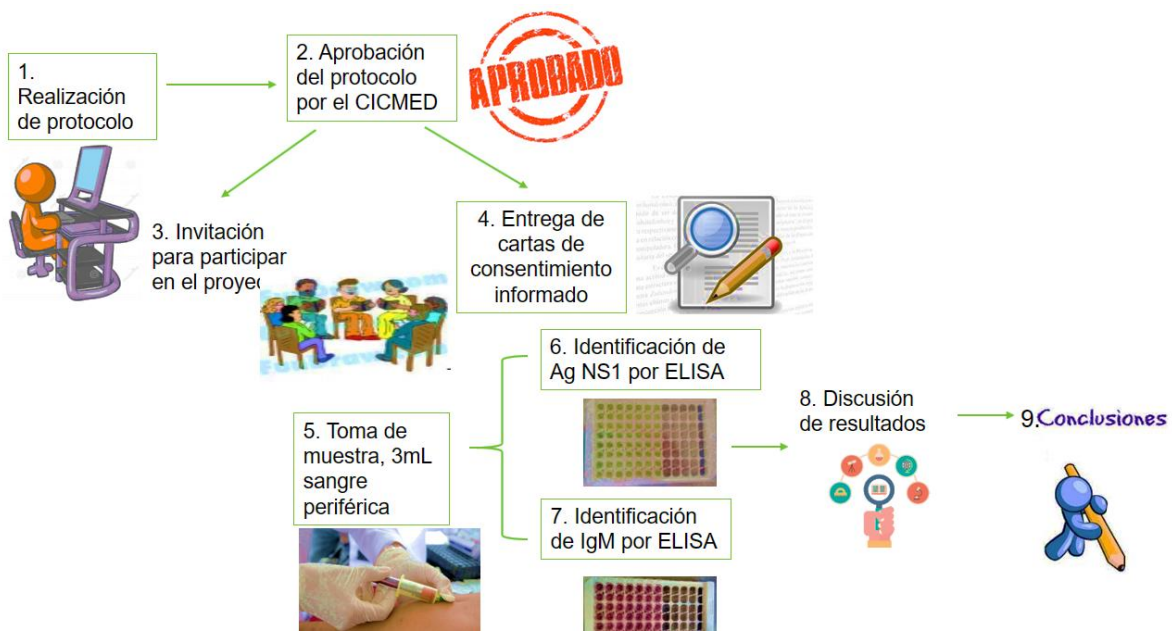 1.
Realización
de protocolo
2. Aprobación
del protocolo
por el CICMED
APROBADO
3. Invitación
para participar
en el proyec
4. Entrega de
cartas de
consentimiento
informado
5. Toma de
muestra, 3mL
sangre
periférica
6. Identificación de
Ag NS1 por ELISA
7. Identificación
de IgM por ELISA
8. Discusión
de resultados
9.Conclusiones